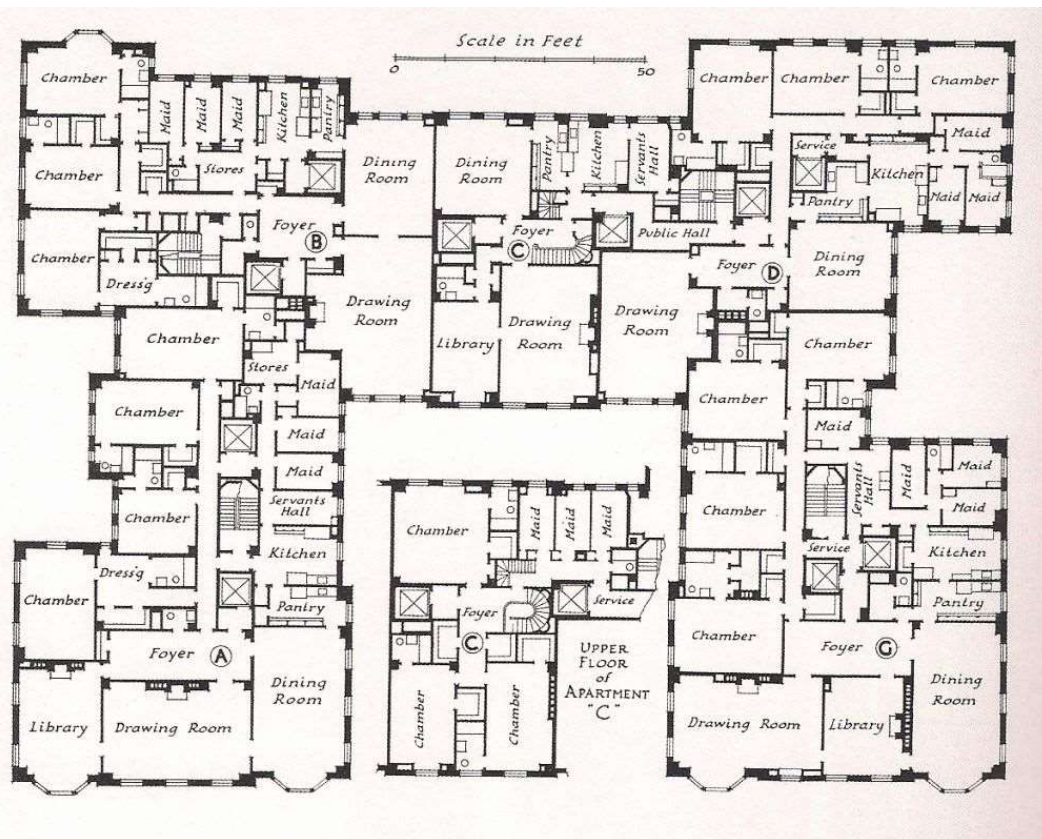 Scale in Feet
0
50
Chamber
Maid
Maid
Maid
Kitchen
Pantry
Stores
Chamber
Chamber
Dress'g
Foyer
B
Dining
Room
Drawing
Room
Dining
Room
Pantry
Kitchen
Servants
Hall
Foyer
C
Public Hall
Library
Drawing
Room
Drawing
Room
Foyer
D
Chamber
Chamber
Chamber
Service
Maid
Kitchen
Pantry
Maid
Maid
Dining
Room
Chamber
Chamber
Maid
Chamber
Stores
Maid
Chamber
Maid
Maid
Servants
Hall
Chamber
Kitchen
Dress'g
Chamber
Pantry
Foyer
A
Library
Drawing Room
Dining
Room
Chamber
Maid
Maid
Maid
Foyer
Service
C
Chamber
Chamber
UPPER
FLOOR
of
APARTMENT
"C"
Chamber
Servants
Hall
Maid
Maid
Maid
Service
Kitchen
Pantry
Chamber
Foyer
G
Drawing Room
Library
Dining
Room